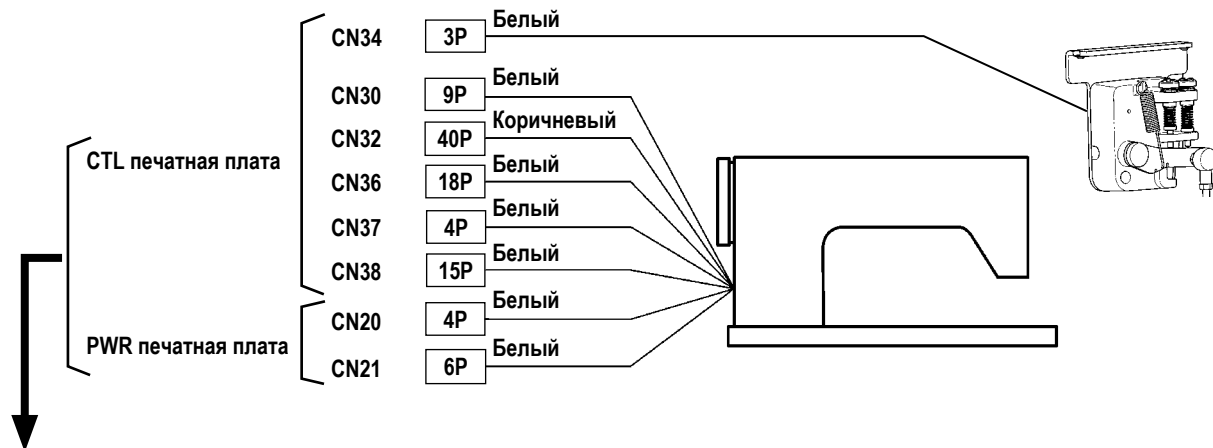 CN34 3P Белый
CN30 9P Белый
CN32 40P Коричневый
CTL печатная плата
CN36 18P Белый
CN37 4P Белый
CN38 15P Белый
CN20 4P Белый
PWR печатная плата
CN21 6P Белый